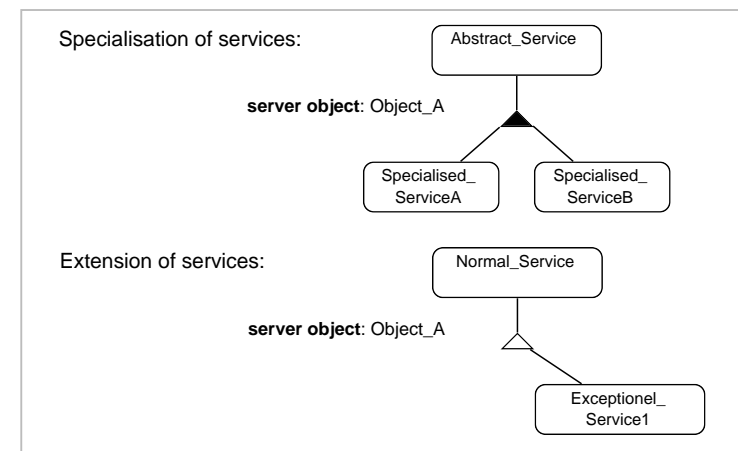 Specialisation of services:
Abstract_Service
server object: Object_A
Specialised_
ServiceA
Specialised_
ServiceB
Extension of services:
Normal_Service
server object: Object_A
Exceptionel_
Service1